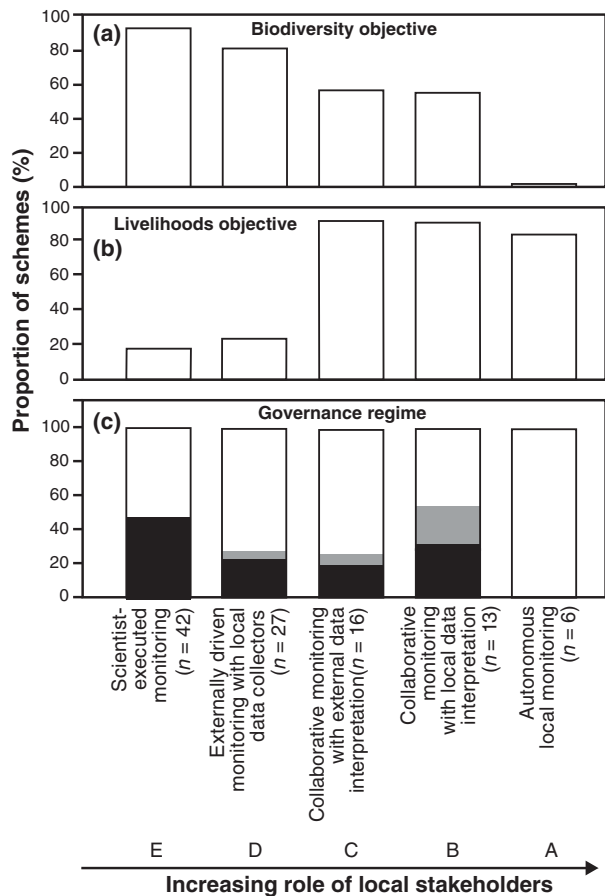 Proportion of schemes (%)
(a)
Biodiversity objective
100
80
60
40
20
0
(b)
Livelihoods objective
100
80
60
40
20
0
(c)
Governance regime
100
80
60
40
20
0
Scientist-
executed
monitoring
(n = 42)
Externally driven
monitoring with local
data collectors
(n = 27)
Collaborative monitoring
with external data
interpretation(n = 16)
Collaborative
monitoring
with local data
interpretation
(n = 13)
Autonomous
local monitoring
(n = 6)
E D C B A
Increasing role of local stakeholders